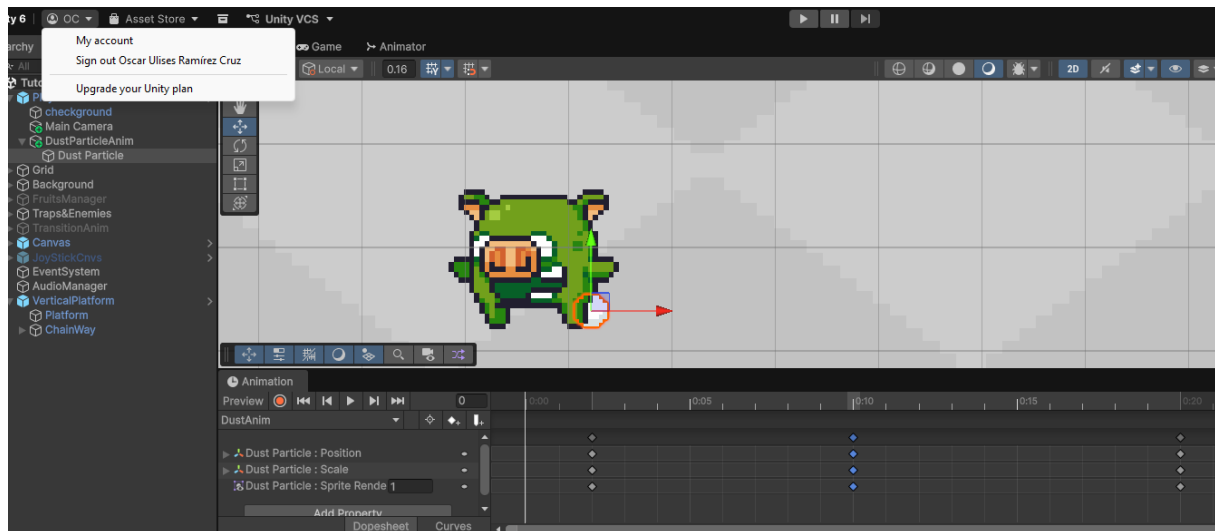 ty 6 OC Asset Store Unity VCS
My account
Sign out Oscar Ulises Ramírez Cruz
Upgrade your Unity plan
archy Game Animator
All Local 0.16 2D
Tuto
Pl
checkground
Main Camera
DustParticleAnim
Dust Particle
Grid
Background
FruitsManager
Traps&Enemies
TransitionAnim
Canvas
JoyStickCnvs
EventSystem
AudioManager
VerticalPlatform
Platform
ChainWay
Animation
Preview 0 0:00 0:05 0:10 0:15 0:20
DustAnim
Dust Particle : Position
Dust Particle : Scale
Dust Particle : Sprite Rende 1
Add Property
Dopesheet Curves